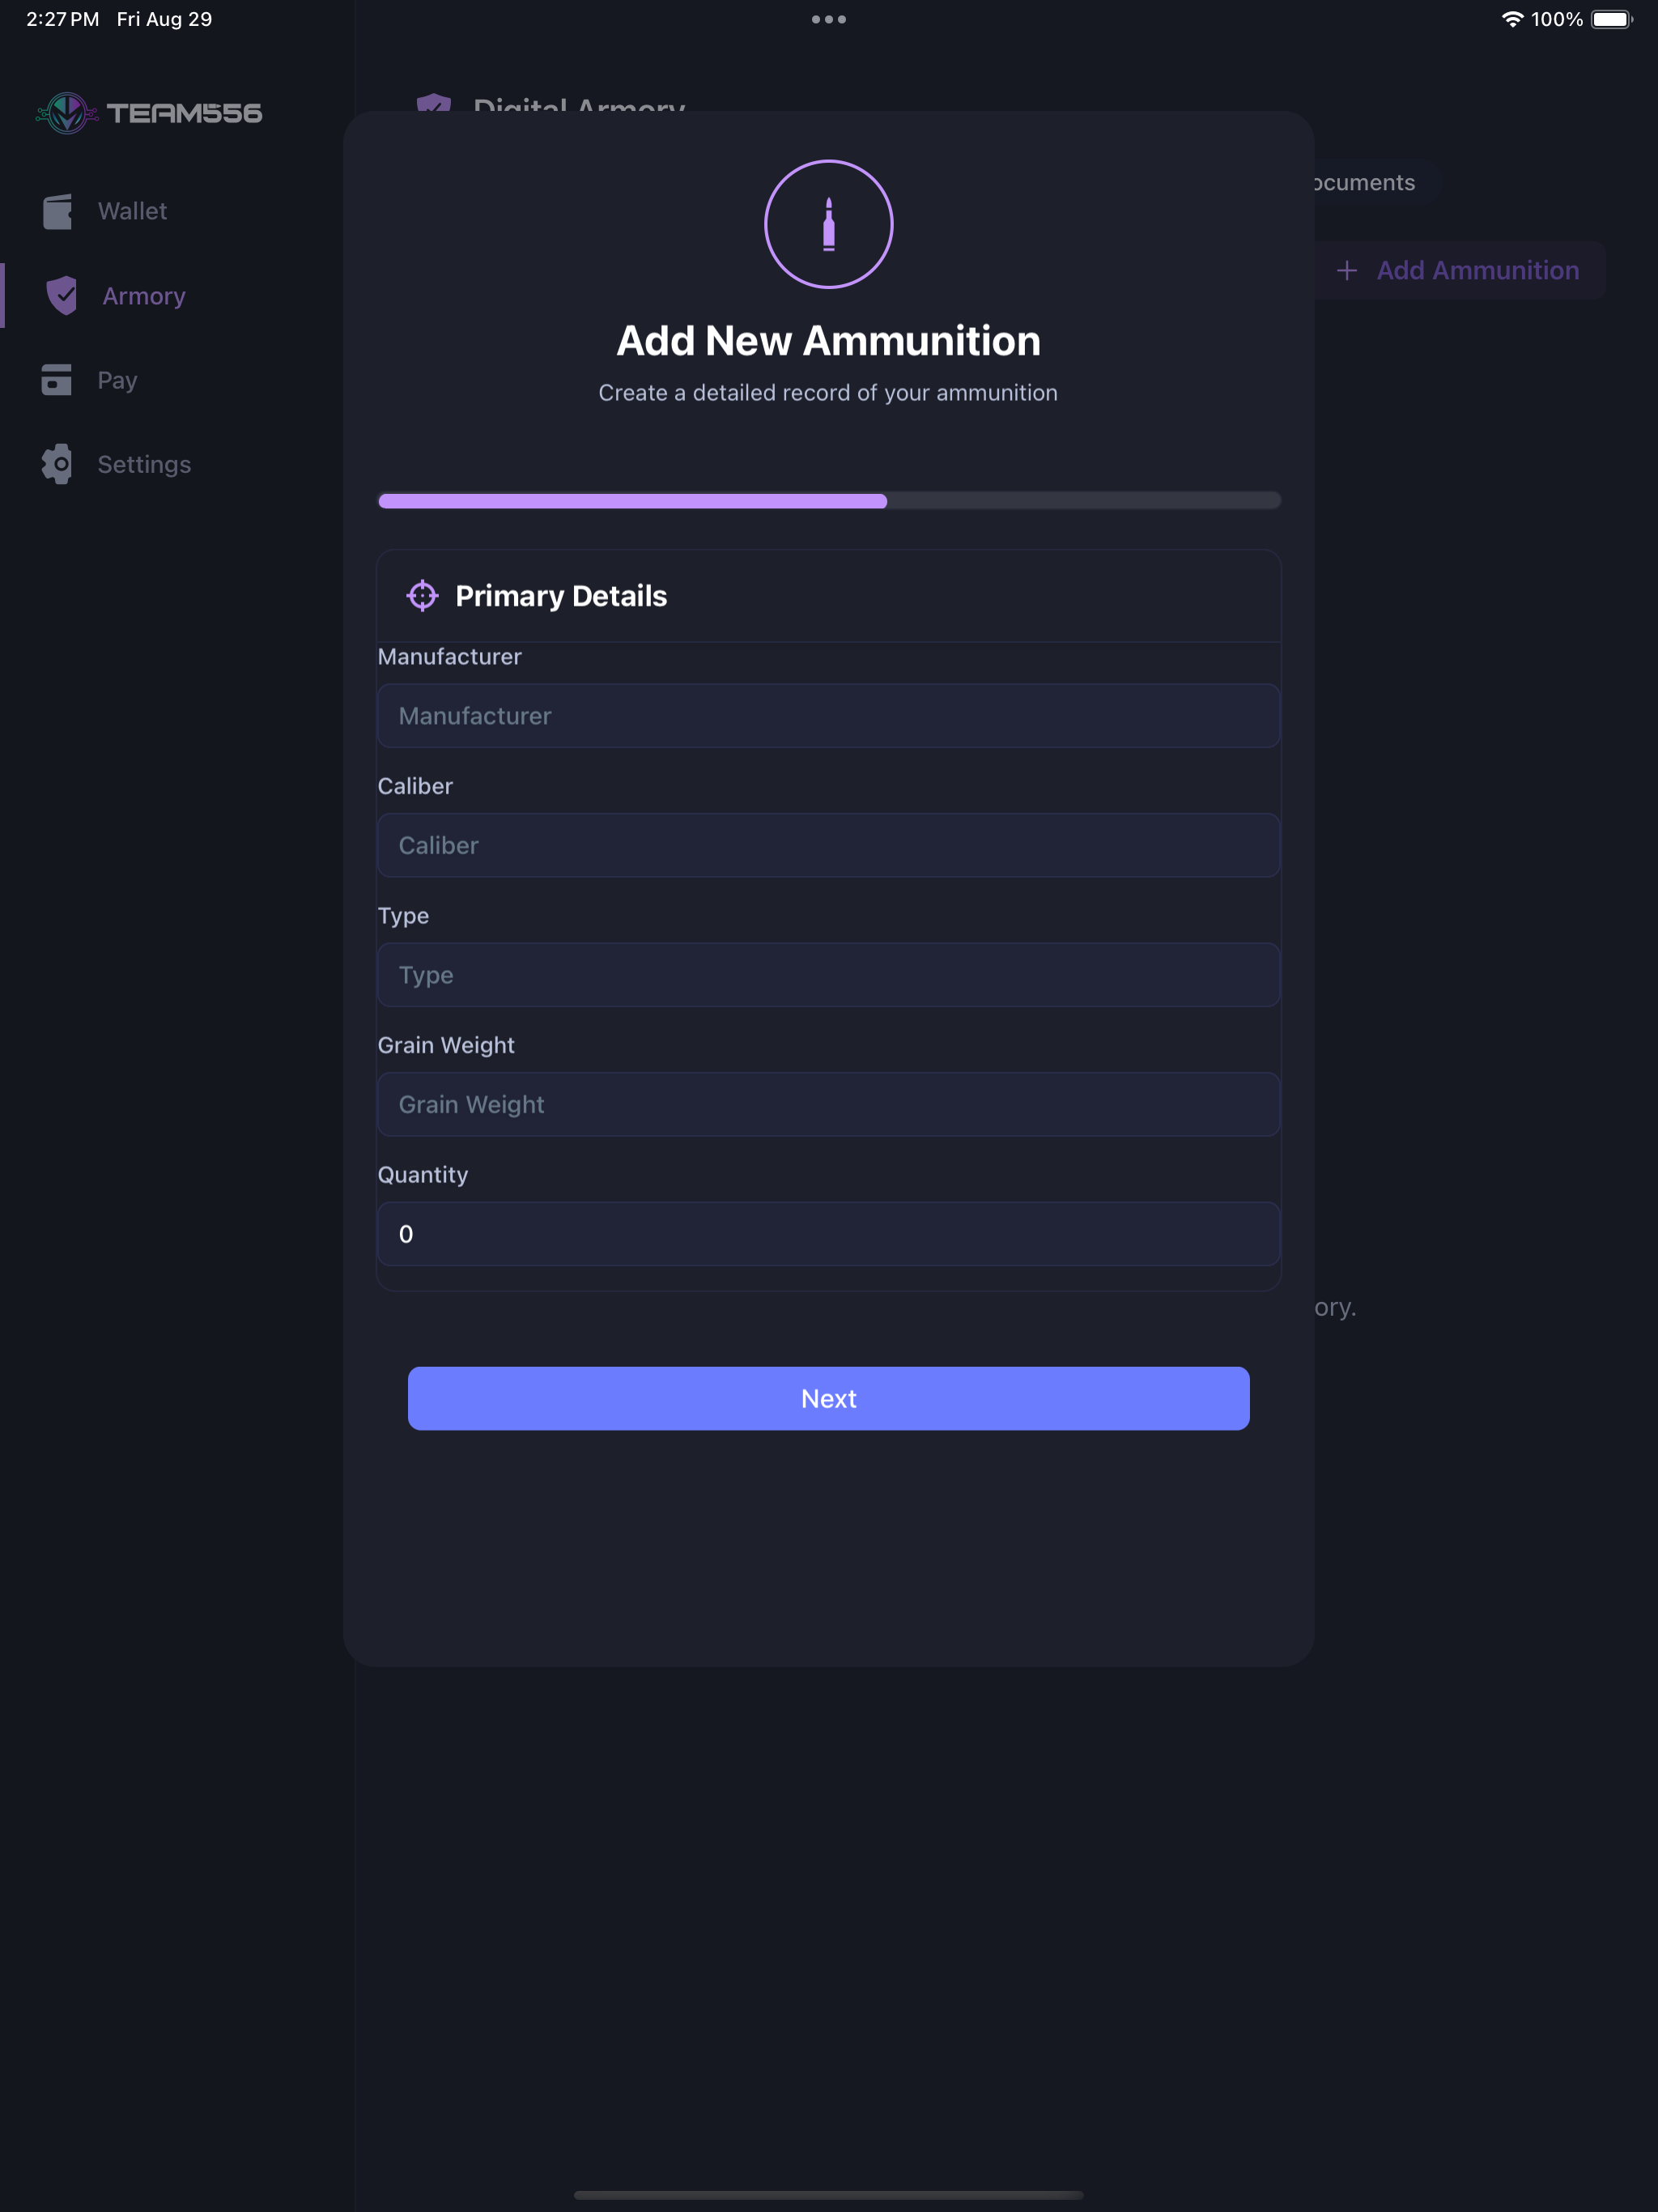 2:27 PM Fri Aug 29
100%
TEAM556
Wallet
Armory
Pay
Settings
Digital Armory
ocuments
+ Add Ammunition
Add New Ammunition
Create a detailed record of your ammunition
Primary Details
Manufacturer
Manufacturer
Caliber
Caliber
Type
Type
Grain Weight
Grain Weight
Quantity
0
ory.
Next